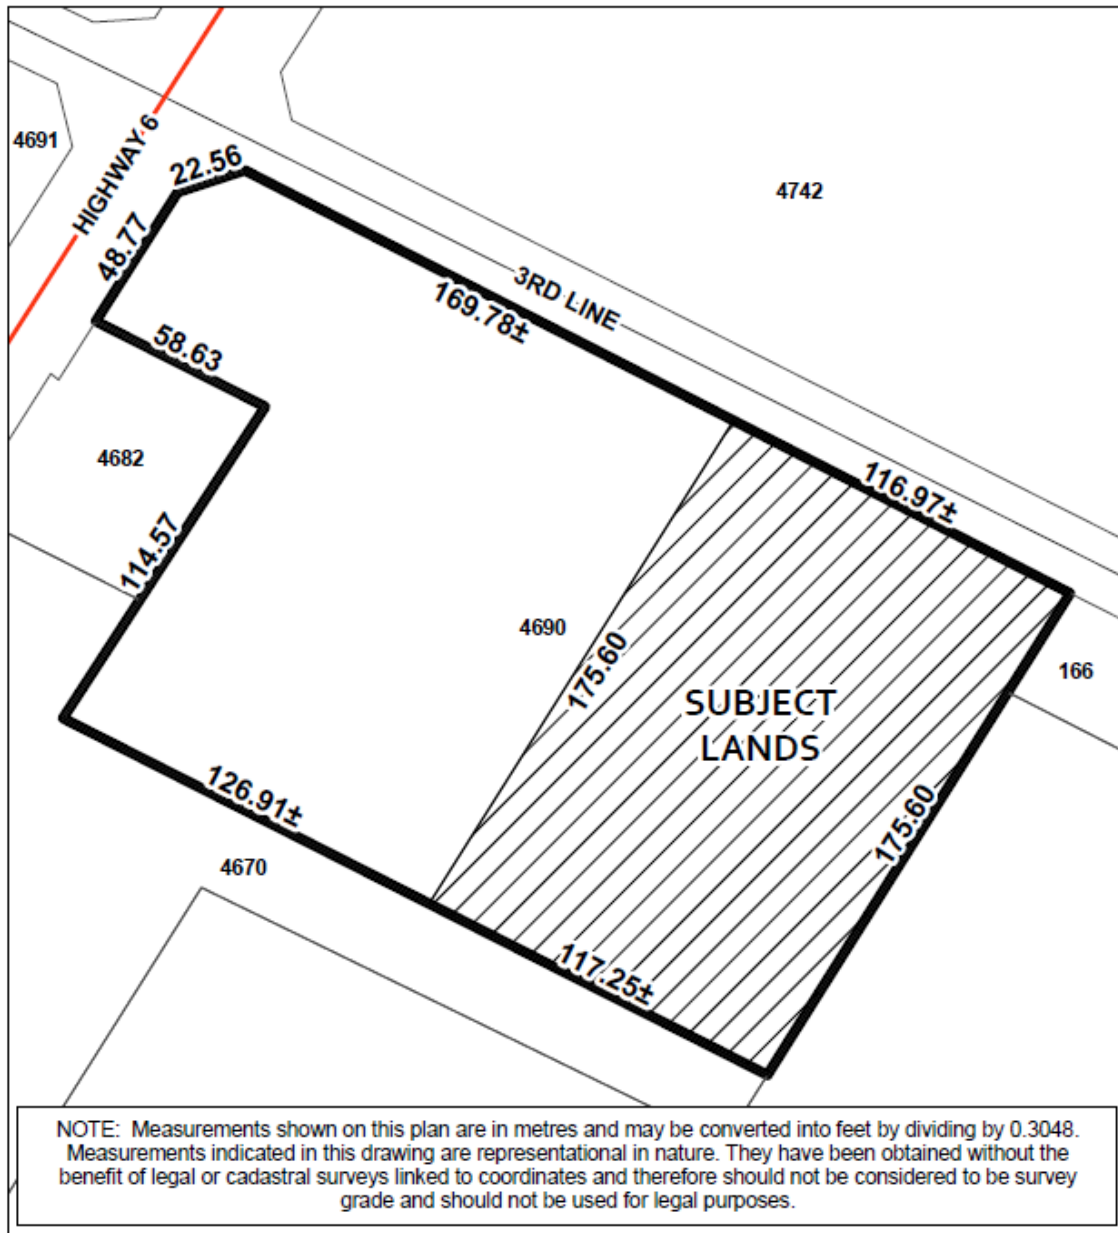 4691
HIGHWAY 6
22.56
48.77
4742
3RD LINE
169.78±
58.63
4682
116.97±
114.57
4690
175.60
166
SUBJECT
LANDS
126.91±
175.60
4670
117.25±
NOTE: Measurements shown on this plan are in metres and may be converted into feet by dividing by 0.3048.
Measurements indicated in this drawing are representational in nature. They have been obtained without the
benefit of legal or cadastral surveys linked to coordinates and therefore should not be considered to be survey
grade and should not be used for legal purposes.